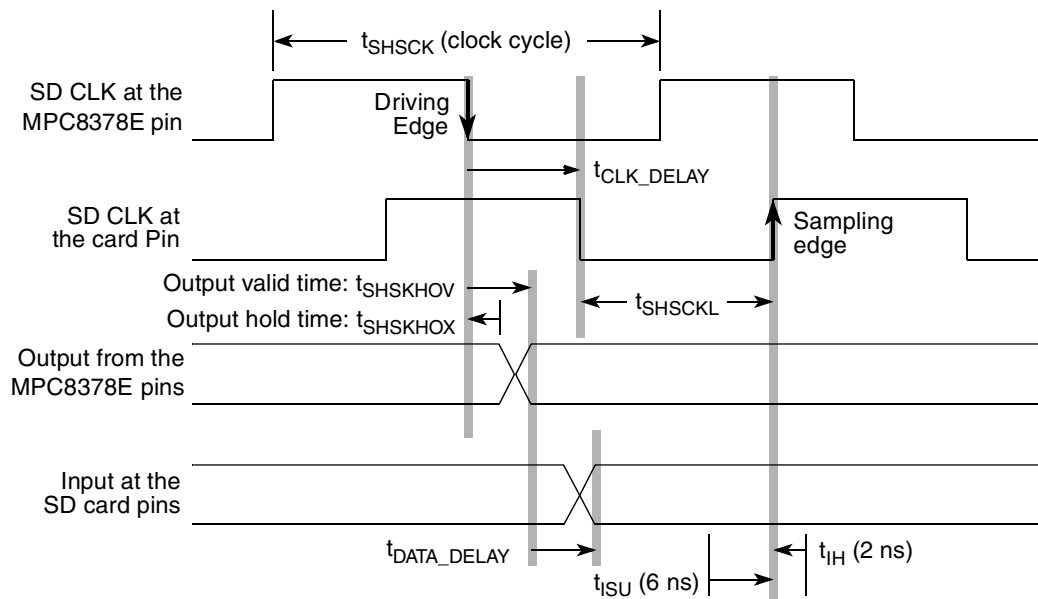 tSHSCK (clock cycle)
SD CLK at the
MPC8378E pin
Driving
Edge
tCLK_DELAY
SD CLK at
the card Pin
Sampling
edge
Output valid time: tSHSKHOV
tSHSCKL
Output hold time: tSHSKHOX
Output from the
MPC8378E pins
Input at the
SD card pins
tDATA_DELAY
tIH (2 ns)
tISU (6 ns)